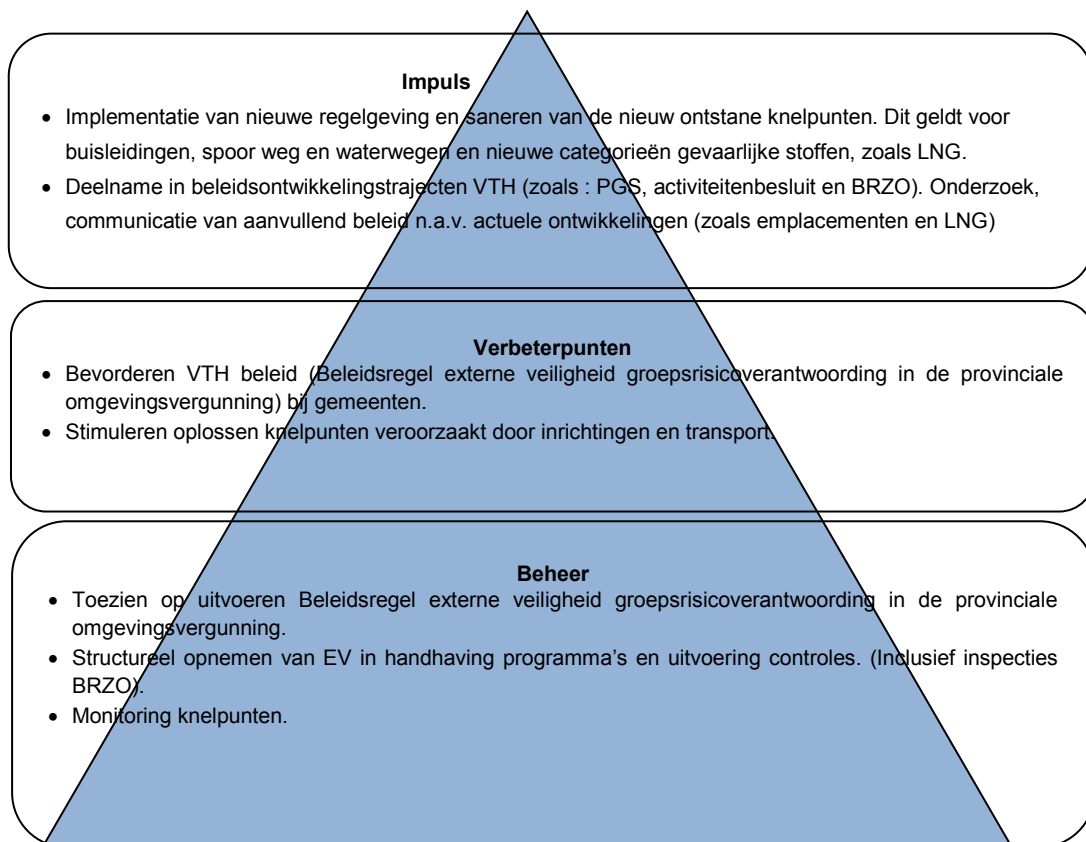 Impuls
• Implementatie van nieuwe regelgeving en saneren van de nieuw ontstane knelpunten. Dit geldt voor
buisleidingen, spoor weg en waterwegen en nieuwe categorieën gevaarlijke stoffen, zoals LNG.
• Deelname in beleidsontwikkelingstrajecten VTH (zoals : PGS, activiteitenbesluit en BRZO). Onderzoek,
communicatie van aanvullend beleid n.a.v. actuele ontwikkelingen (zoals emplacementen en LNG)
Verbeterpunten
• Bevorderen VTH beleid (Beleidsregel externe veiligheid groepsrisicoverantwoording in de provinciale
omgevingsvergunning) bij gemeenten.
• Stimuleren oplossen knelpunten veroorzaakt door inrichtingen en transport.
Beheer
• Toezien op uitvoeren Beleidsregel externe veiligheid groepsrisicoverantwoording in de provinciale
omgevingsvergunning.
• Structureel opnemen van EV in handhaving programma's en uitvoering controles. (Inclusief inspecties
BRZO).
• Monitoring knelpunten.